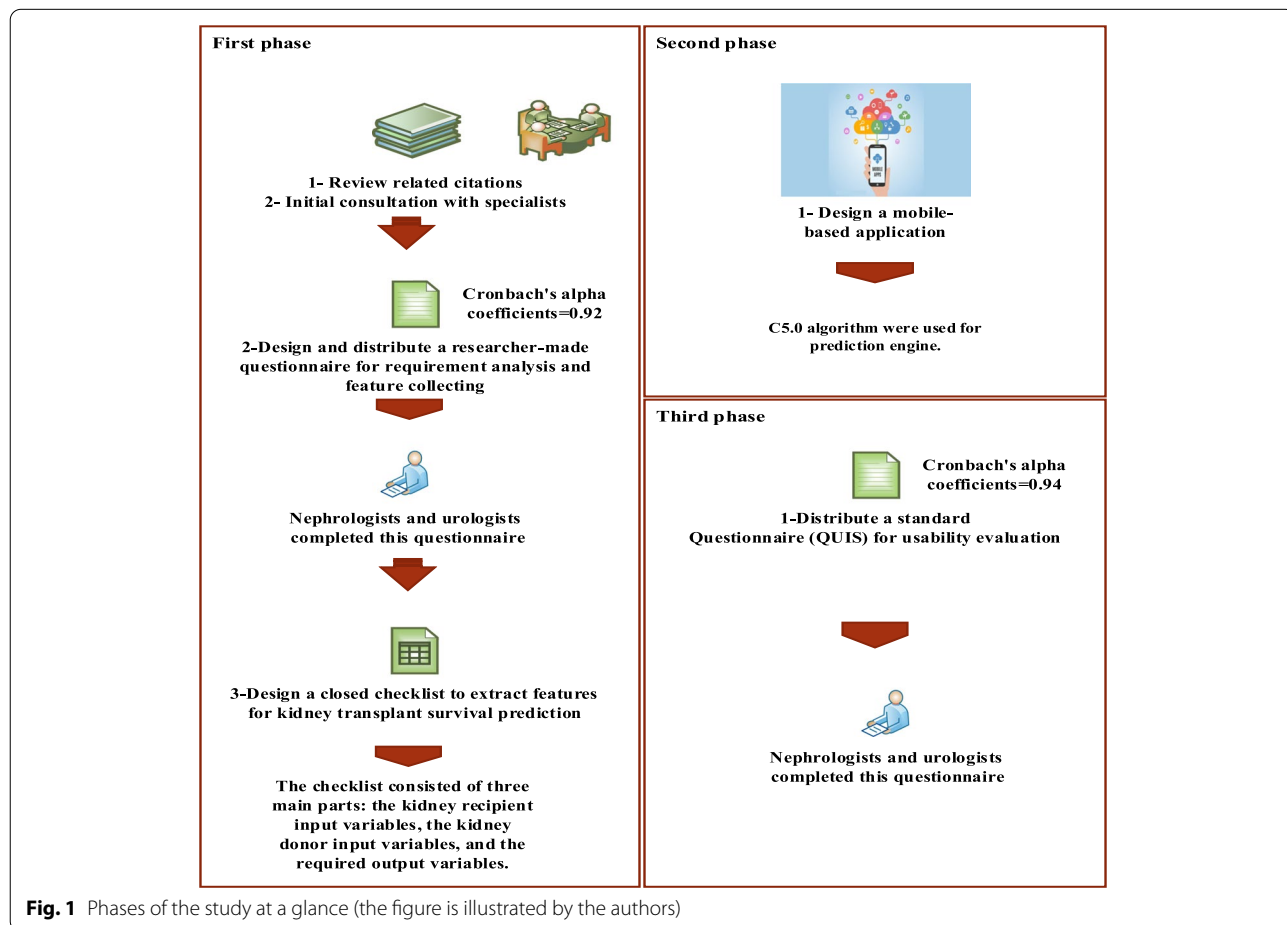 First phase
1- Review related citations
2- Initial consultation with specialists
Cronbach's alpha
coefficients=0.92
2-Design and distribute a researcher-made
questionnaire for requirement analysis and
feature collecting
Nephrologists and urologists
completed this questionnaire
3-Design a closed checklist to extract features
for kidney transplant survival prediction
The checklist consisted of three
main parts: the kidney recipient
input variables, the kidney
donor input variables, and the
required output variables.
Second phase
MOBILE
APPS
1- Design a mobile-
based application
C5.0 algorithm were used for
prediction engine.
Third phase
Cronbach's alpha
coefficients=0.94
1-Distribute a standard
Questionnaire (QUIS) for usability evaluation
Nephrologists and urologists
completed this questionnaire
Fig. 1 Phases of the study at a glance (the figure is illustrated by the authors)